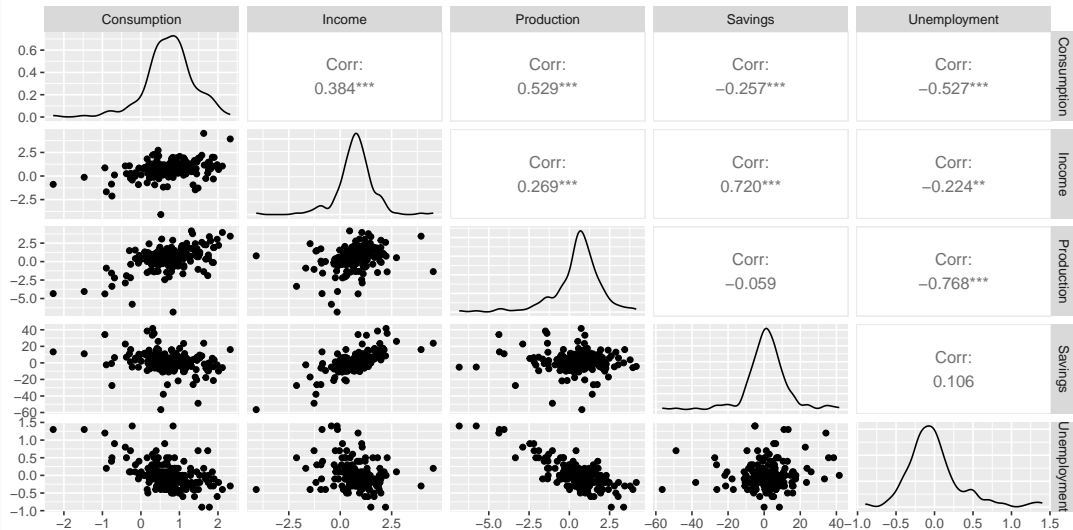 Consumption Income Production Savings Unemployment
0.6
0.4
0.2
0.0
Corr:
0.384***
Corr:
0.529***
Corr:
−0.257***
Corr:
−0.527***
Consumption
2.5
0.0
−2.5
Corr:
0.269***
Corr:
0.720***
Corr:
−0.224**
Income
2.5
0.0
−2.5
−5.0
Corr:
−0.059
Corr:
−0.768***
Production
40
20
0
−20
−40
−60
Corr:
0.106
Savings
1.5
1.0
0.5
0.0
−0.5
−1.0
Unemployment
−2 −1 0 1 2 −2.5 0.0 2.5 −5.0 −2.5 0.0 2.5 −60 −40 −20 0 20 40 −1.0 −0.5 0.0 0.5 1.0 1.5